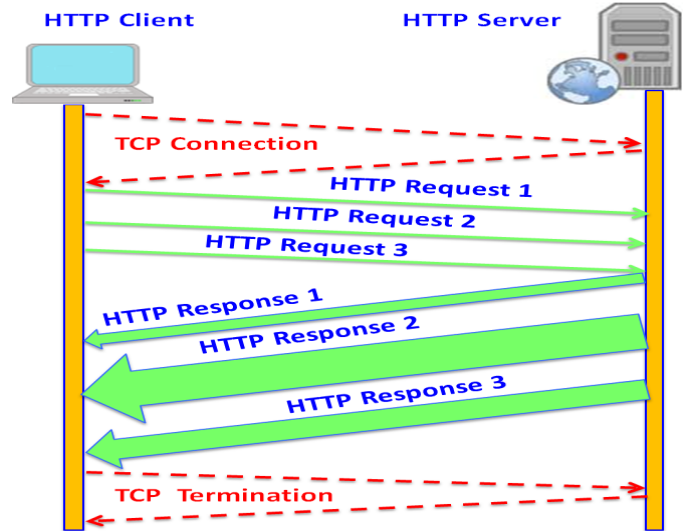 HTTP Client
HTTP Server
TCP Connection
HTTP Request 1
HTTP Request 2
HTTP Request 3
HTTP Response 1
HTTP Response 2
HTTP Response 3
TCP Termination